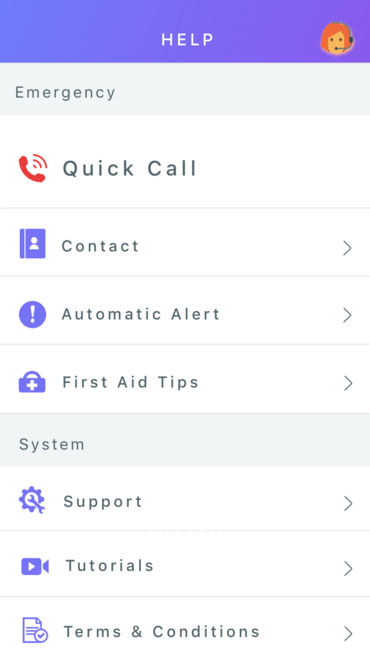 HELP
Emergency
Quick Call
Contact
Automatic Alert
First Aid Tips
System
Support
Tutorials
Terms & Conditions